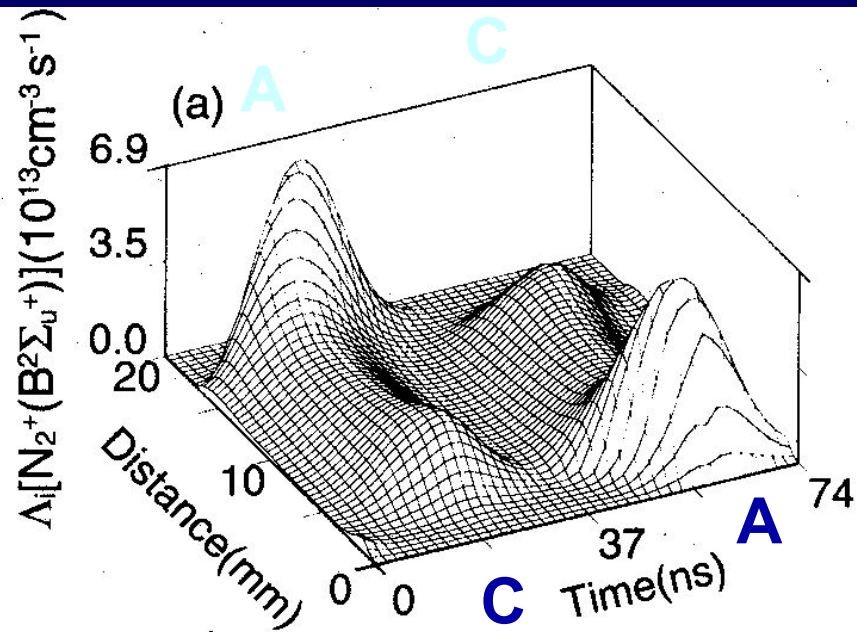 C
A
(a)
6.9
3.5
0.0
20
10
0
0
37
74
Λᵢ[N₂⁺(B²Σᵤ⁺)](10¹³cm⁻³s⁻¹)
Distance(mm)
Time(ns)
C
A